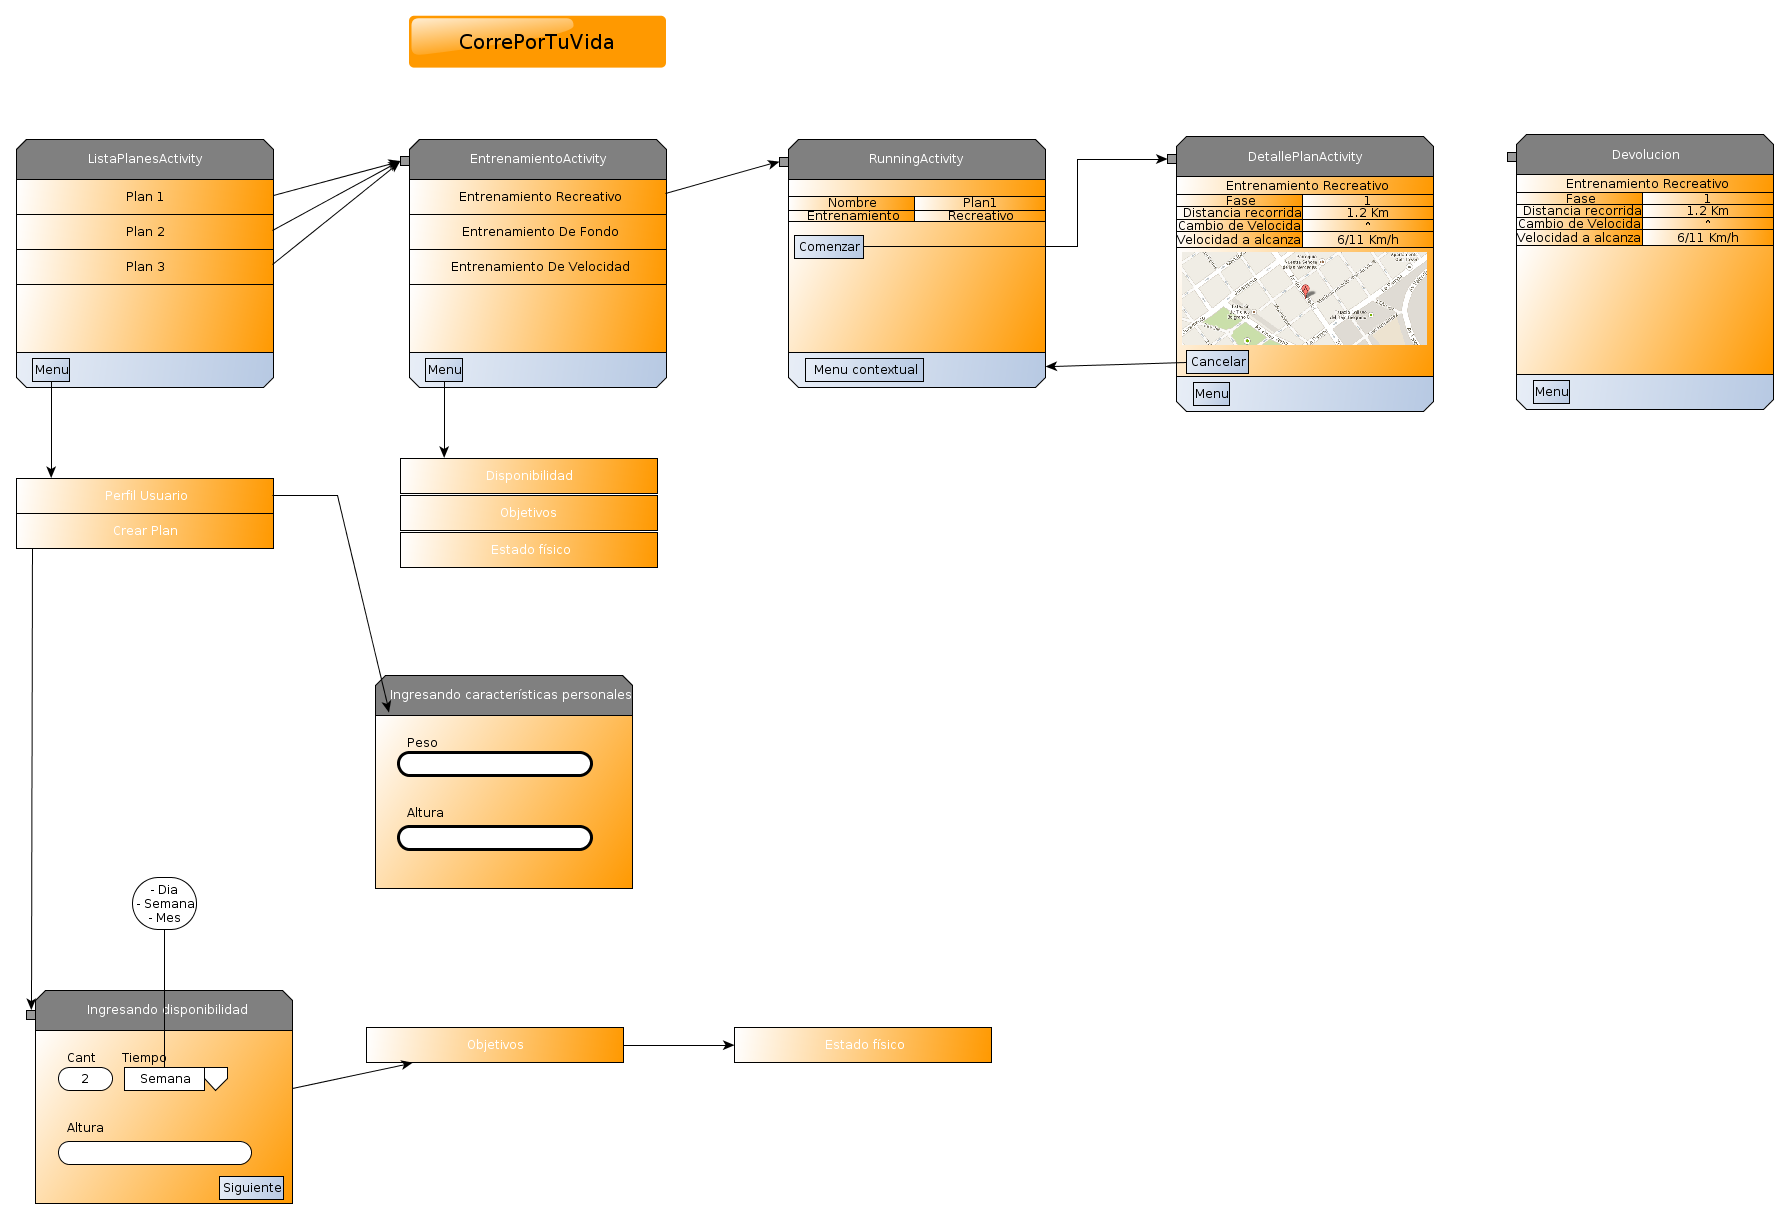 CorrePorTuVida
ListaPlanesActivity
Plan 1
Plan 2
Plan 3
Menu
EntrenamientoActivity
Entrenamiento Recreativo
Entrenamiento De Fondo
Entrenamiento De Velocidad
Menu
RunningActivity
Nombre Plan1
Entrenamiento Recreativo
Comenzar
Menu contextual
DetallePlanActivity
Entrenamiento Recreativo
Fase 1
Distancia recorrida 1.2 Km
Cambio de Velocida ^
Velocidad a alcanza 6/11 Km/h
Cancelar
Menu
Devolucion
Entrenamiento Recreativo
Fase 1
Distancia recorrida 1.2 Km
Cambio de Velocida ^
Velocidad a alcanza 6/11 Km/h
Menu
Perfil Usuario
Crear Plan
Disponibilidad
Objetivos
Estado físico
Ingresando características personales
Peso
Altura
- Dia
- Semana
- Mes
Ingresando disponibilidad
Cant Tiempo
2 Semana
Altura
Siguiente
Objetivos
Estado físico